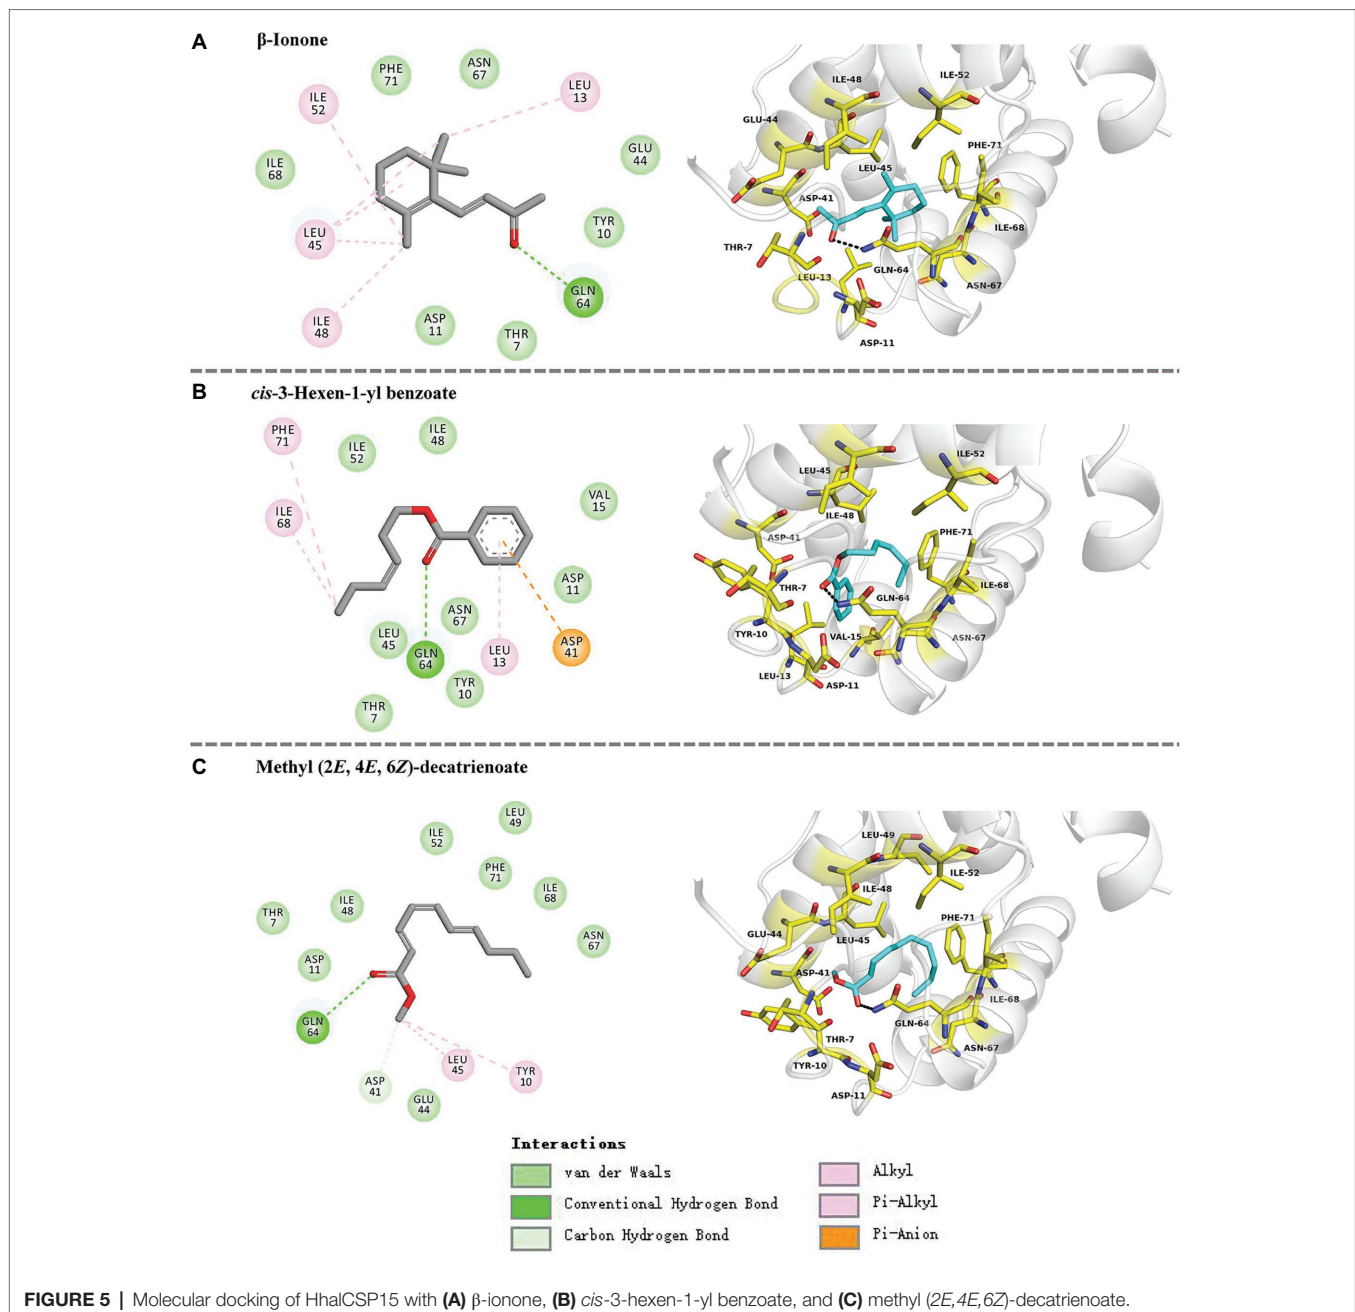 A β-Ionone
PHE 71
ASN 67
ILE 52
LEU 13
ILE 68
GLU 44
LEU 45
TYR 10
GLN 64
ILE 48
ASP 11
THR 7
ILE-48
ILE-52
GLU-44
PHE-71
LEU-45
ASP-41
ILE-68
THR-7
LEU-13
GLN-64
ASN-67
ASP-11
B cis-3-Hexen-1-yl benzoate
PHE 71
ILE 52
ILE 48
VAL 15
ILE 68
ASP 11
ASN 67
LEU 45
GLN 64
LEU 13
ASP 41
TYR 10
THR 7
LEU-45
ILE-52
ILE-48
ASP-41
PHE-71
THR-7
GLN-64
ILE-68
TYR-10
VAL-15
ASN-67
LEU-13
ASP-11
C Methyl (2E, 4E, 6Z)-decatrienoate
LEU 49
ILE 52
PHE 71
ILE 68
ILE 48
THR 7
ASN 67
ASP 11
GLN 64
LEU 45
TYR 10
ASP 41
GLU 44
LEU-49
ILE-52
ILE-48
PHE-71
GLU-44
LEU-45
ASP-41
ILE-68
GLN-64
THR-7
ASN-67
TYR-10
ASP-11
Interactions
van der Waals
Conventional Hydrogen Bond
Carbon Hydrogen Bond
Alkyl
Pi-Alkyl
Pi-Anion
FIGURE 5 | Molecular docking of HhalCSP15 with (A) β-ionone, (B) cis-3-hexen-1-yl benzoate, and (C) methyl (2E,4E,6Z)-decatrienoate.